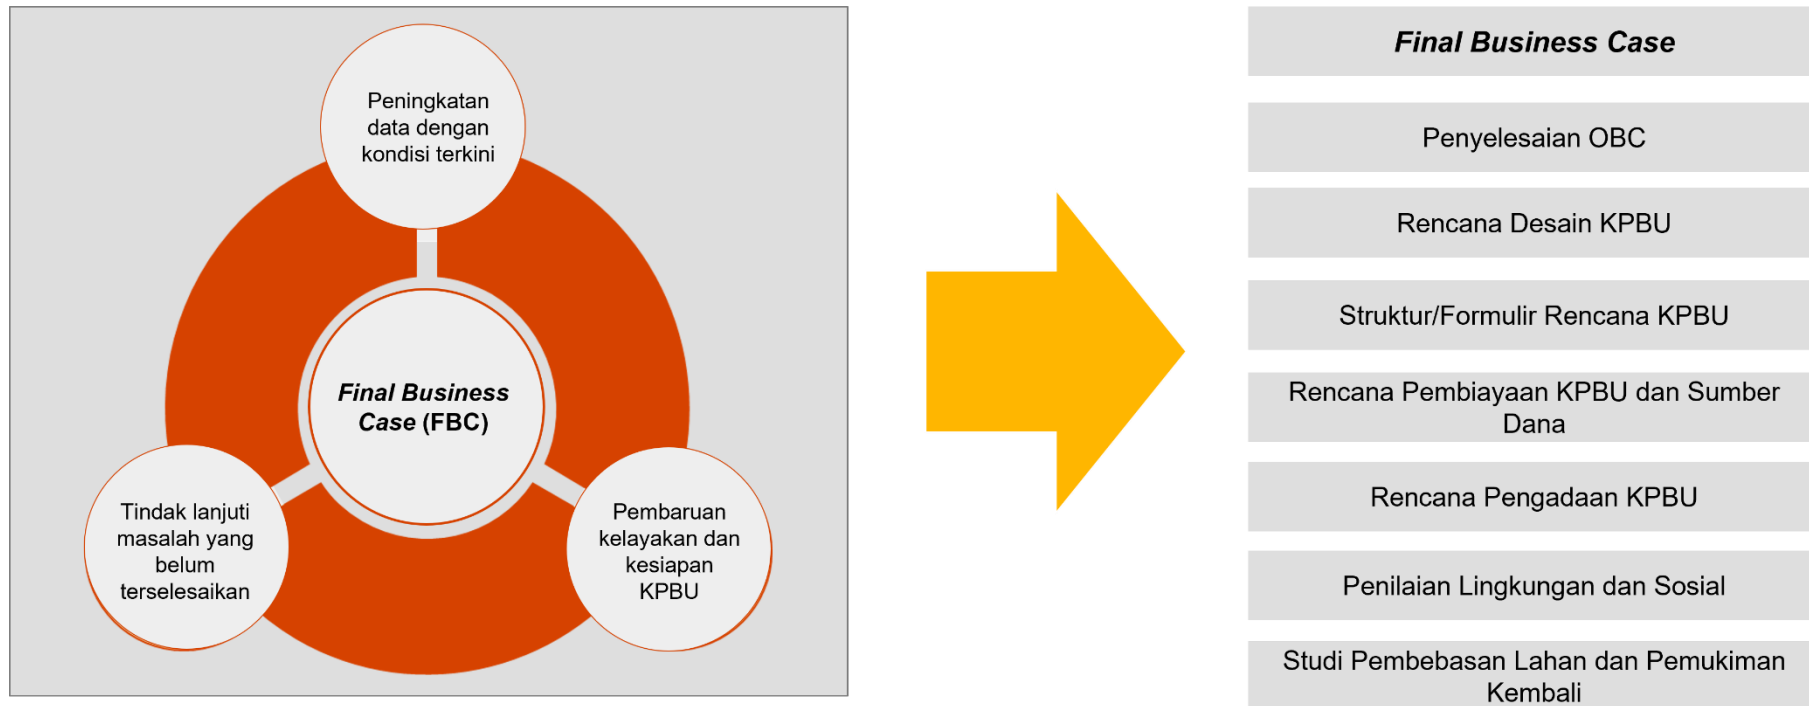 Peningkatan
data dengan
kondisi terkini
Final Business
Case (FBC)
Tindak lanjuti
masalah yang
belum
terselesaikan
Pembaruan
kelayakan dan
kesiapan
KPBU
Final Business Case
Penyelesaian OBC
Rencana Desain KPBU
Struktur/Formulir Rencana KPBU
Rencana Pembiayaan KPBU dan Sumber
Dana
Rencana Pengadaan KPBU
Penilaian Lingkungan dan Sosial
Studi Pembebasan Lahan dan Pemukiman
Kembali